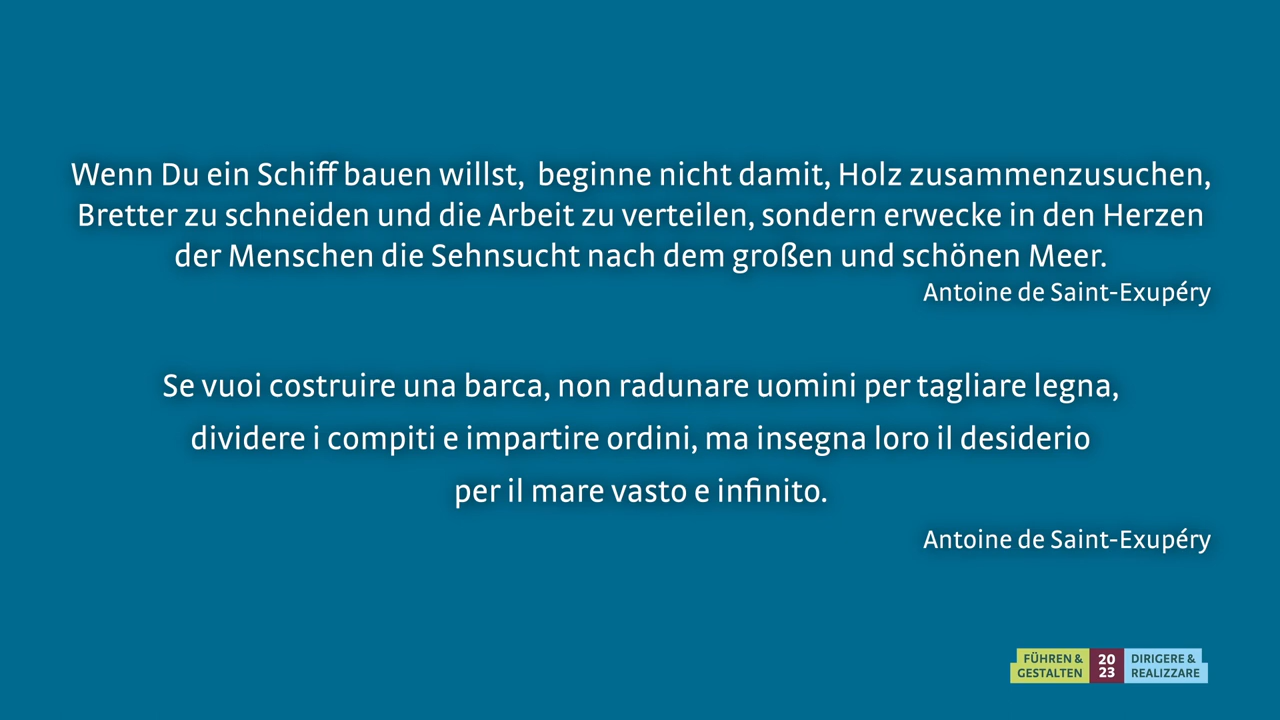 Wenn Du ein Schiff bauen willst,  beginne nicht damit, Holz zusammenzusuchen,
Bretter zu schneiden und die Arbeit zu verteilen, sondern erwecke in den Herzen
der Menschen die Sehnsucht nach dem großen und schönen Meer.
Antoine de Saint-Exupéry
Se vuoi costruire una barca, non radunare uomini per tagliare legna,
dividere i compiti e impartire ordini, ma insegna loro il desiderio
per il mare vasto e infinito.
Antoine de Saint-Exupéry
FÜHREN & 20 DIRIGERE &
GESTALTEN 23 REALIZZARE